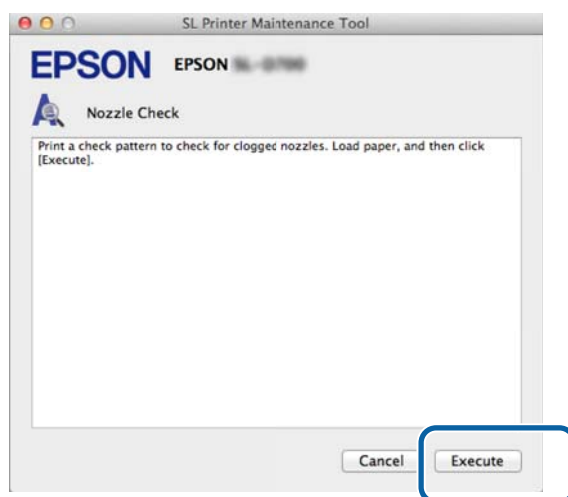 SL Printer Maintenance Tool
EPSON EPSON
Nozzle Check
Print a check pattern to check for clogged nozzles. Load paper, and then click
[Execute].
Cancel Execute